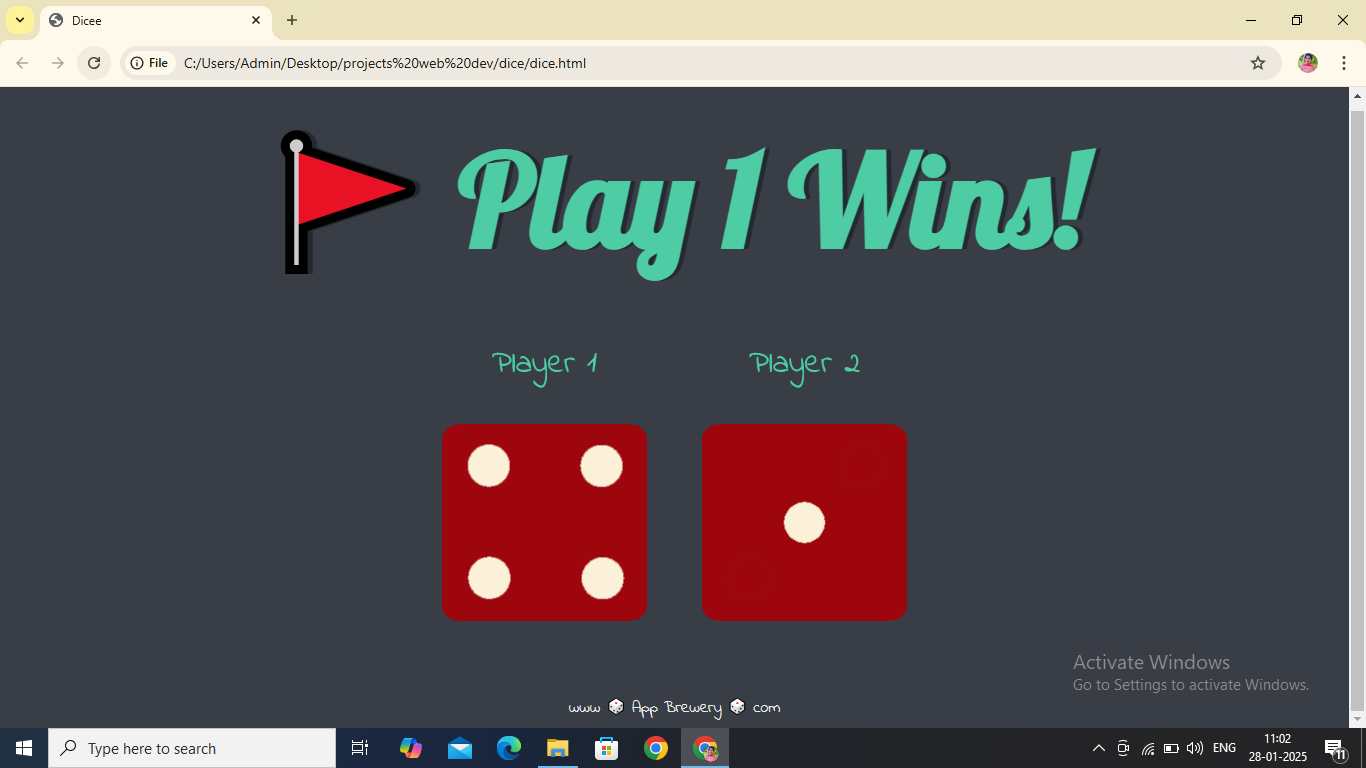 Dicee
File
C:/Users/Admin/Desktop/projects%20web%20dev/dice/dice.html
Play 1 Wins!
Player 1
Player 2
Activate Windows
Go to Settings to activate Windows.
www 🎲 App Brewery 🎲 com
Type here to search
ENG
11:02
28-01-2025
11